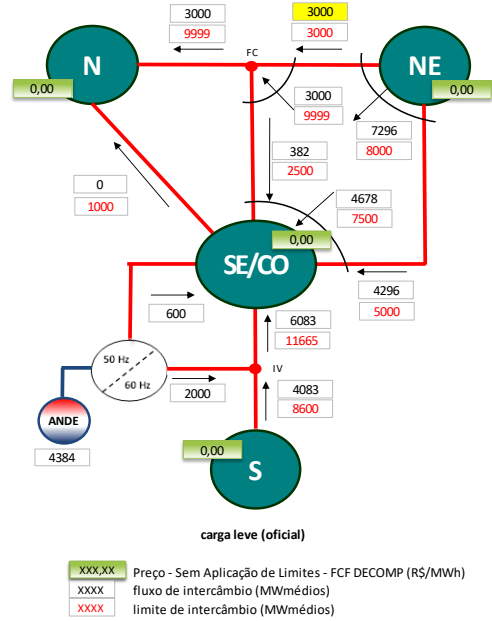 3000
9999
3000
3000
FC
N
NE
0,00
0,00
3000
9999
7296
8000
382
2500
0
1000
4678
7500
0,00
SE/CO
4296
5000
600
6083
11665
50 Hz
60 Hz
IV
2000
4083
8600
ANDE
4384
0,00
S
carga leve (oficial)
XXX,XX Preço - Sem Aplicação de Limites - FCF DECOMP (R$/MWh)
XXXX fluxo de intercâmbio (MWmédios)
XXXX limite de intercâmbio (MWmédios)